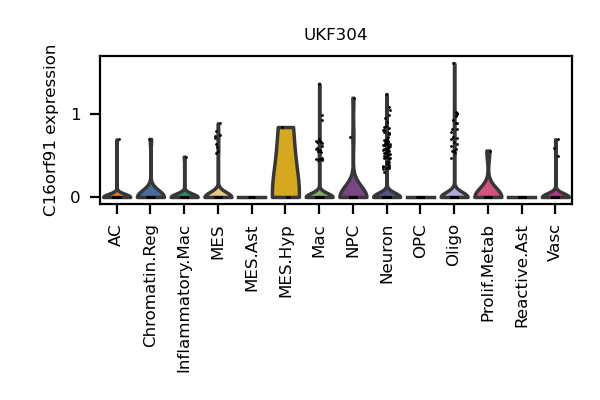 UKF304
C16orf91 expression
1
0
AC
Chromatin.Reg
Inflammatory.Mac
MES
MES.Ast
MES.Hyp
Mac
NPC
Neuron
OPC
Oligo
Prolif.Metab
Reactive.Ast
Vasc